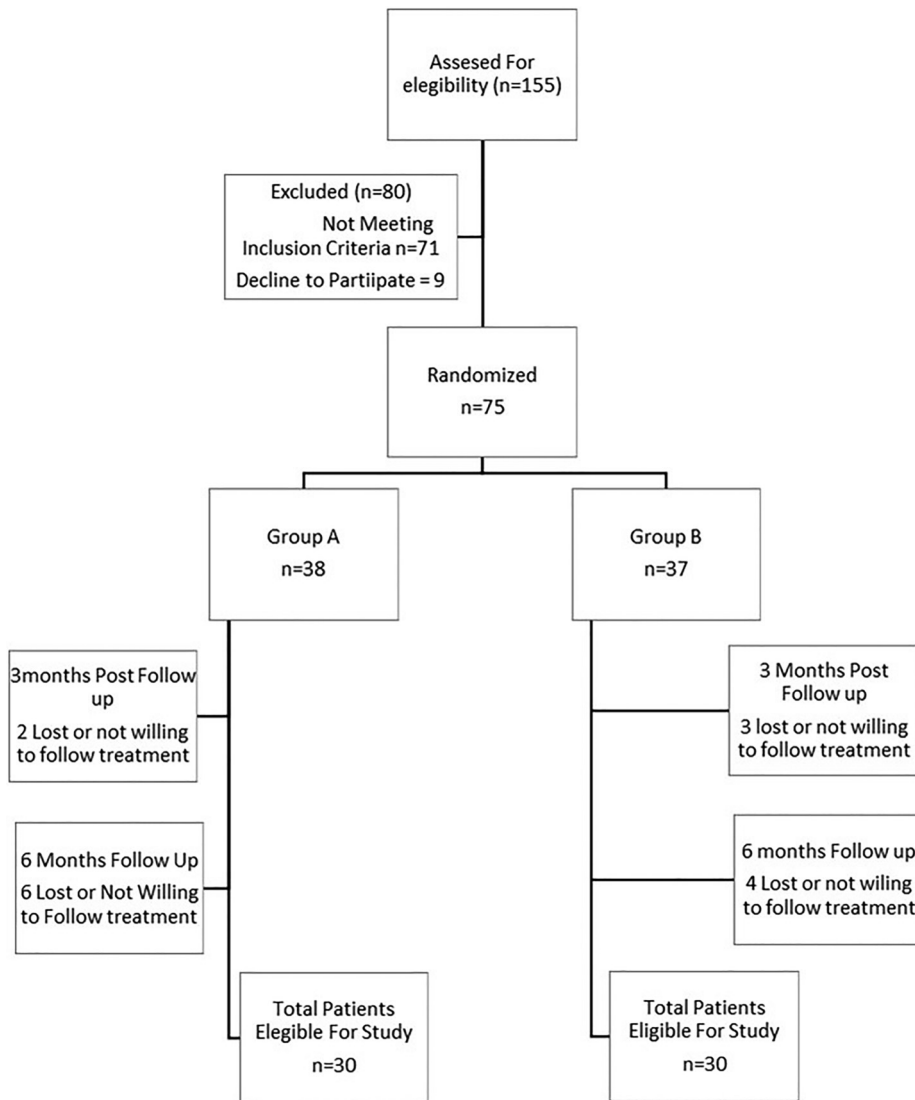 Assesed For
elegibility (n=155)
Excluded (n=80)
Not Meeting
Inclusion Criteria n=71
Decline to Partiipate = 9
Randomized
n=75
Group A
n=38
Group B
n=37
3months Post Follow
up
2 Lost or not willing
to follow treatment
3 Months Post
Follow up
3 lost or not willing
to follow treatment
6 Months Follow Up
6 Lost or Not Willing
to Follow treatment
6 months Follow up
4 Lost or not wiling
to follow treatment
Total Patients
Elegible For Study
n=30
Total Patients
Eligible For Study
n=30